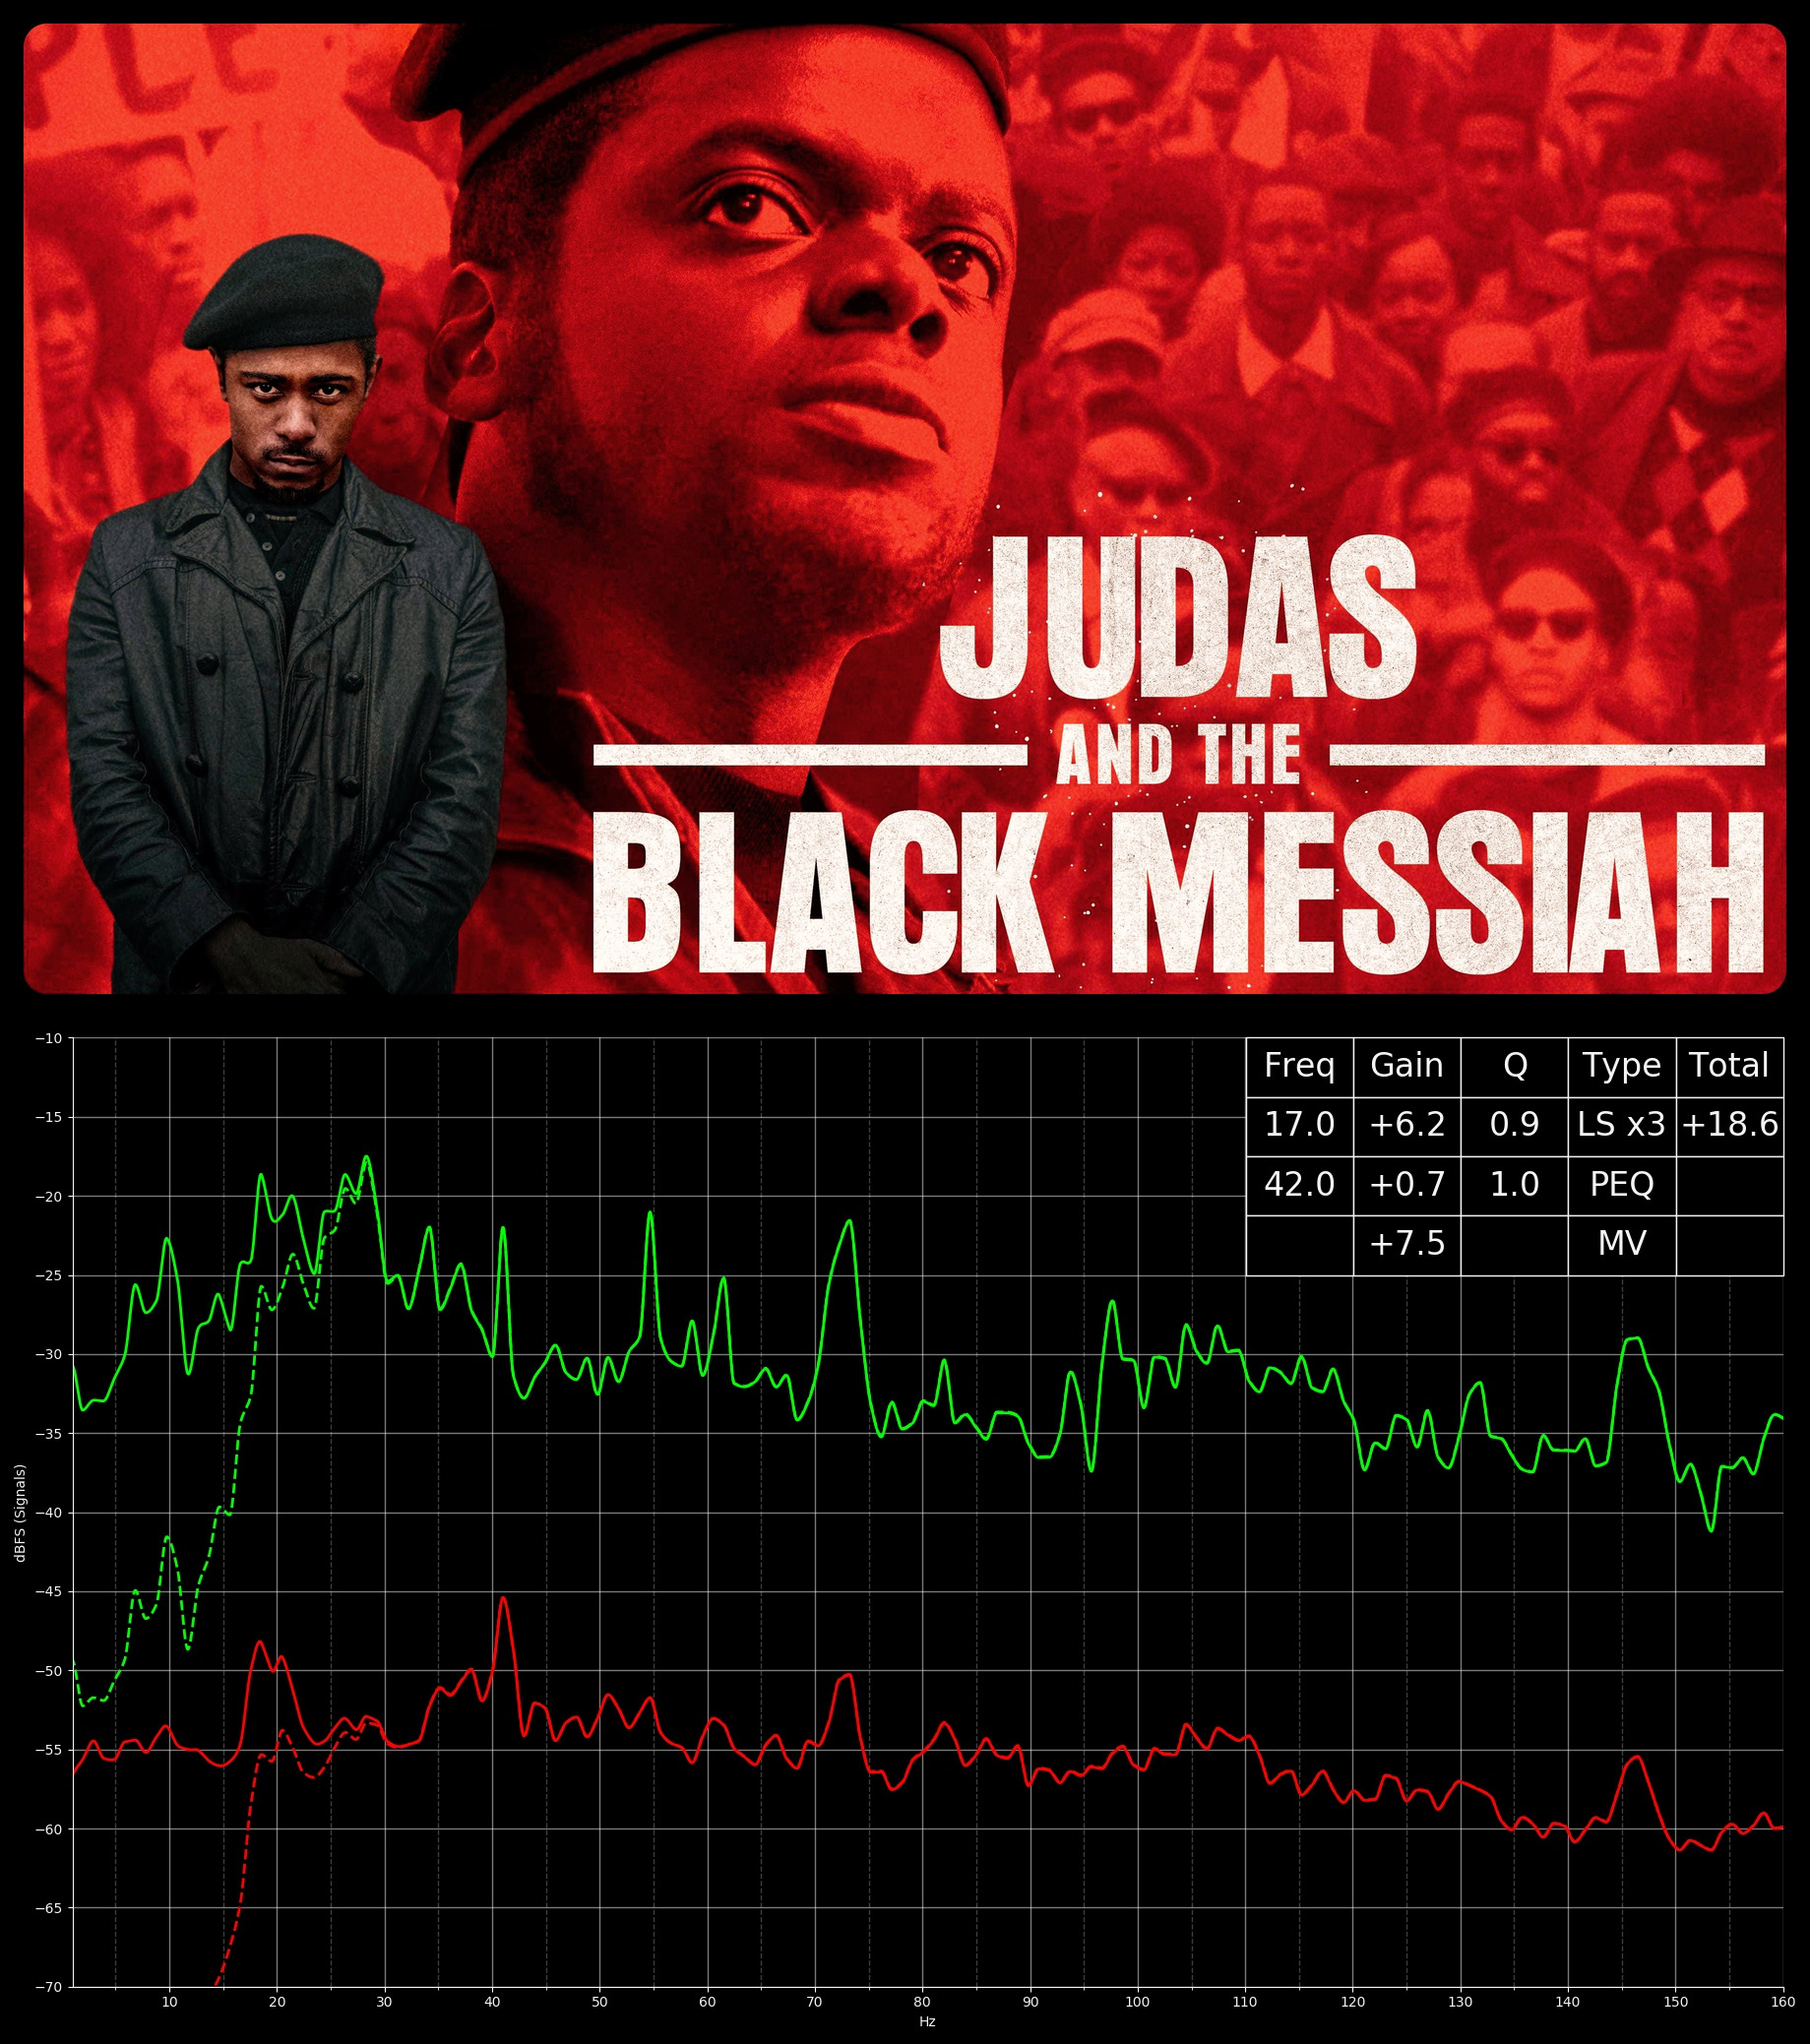 PLE
JUDAS
AND THE
BLACK MESSIAH
Freq Gain Q Type Total
17.0 +6.2 0.9 LS x3 +18.6
42.0 +0.7 1.0 PEQ
+7.5 MV
−10
−15
−20
−25
−30
−35
−40
−45
−50
−55
−60
−65
−70
dBFS (Signals)
10 20 30 40 50 60 70 80 90 100 110 120 130 140 150 160
Hz